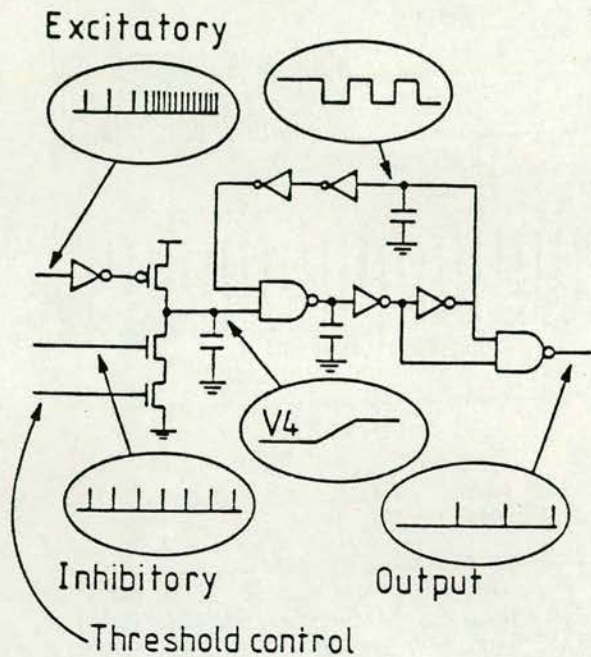 Excitatory
V4
Inhibitory
Output
Threshold control